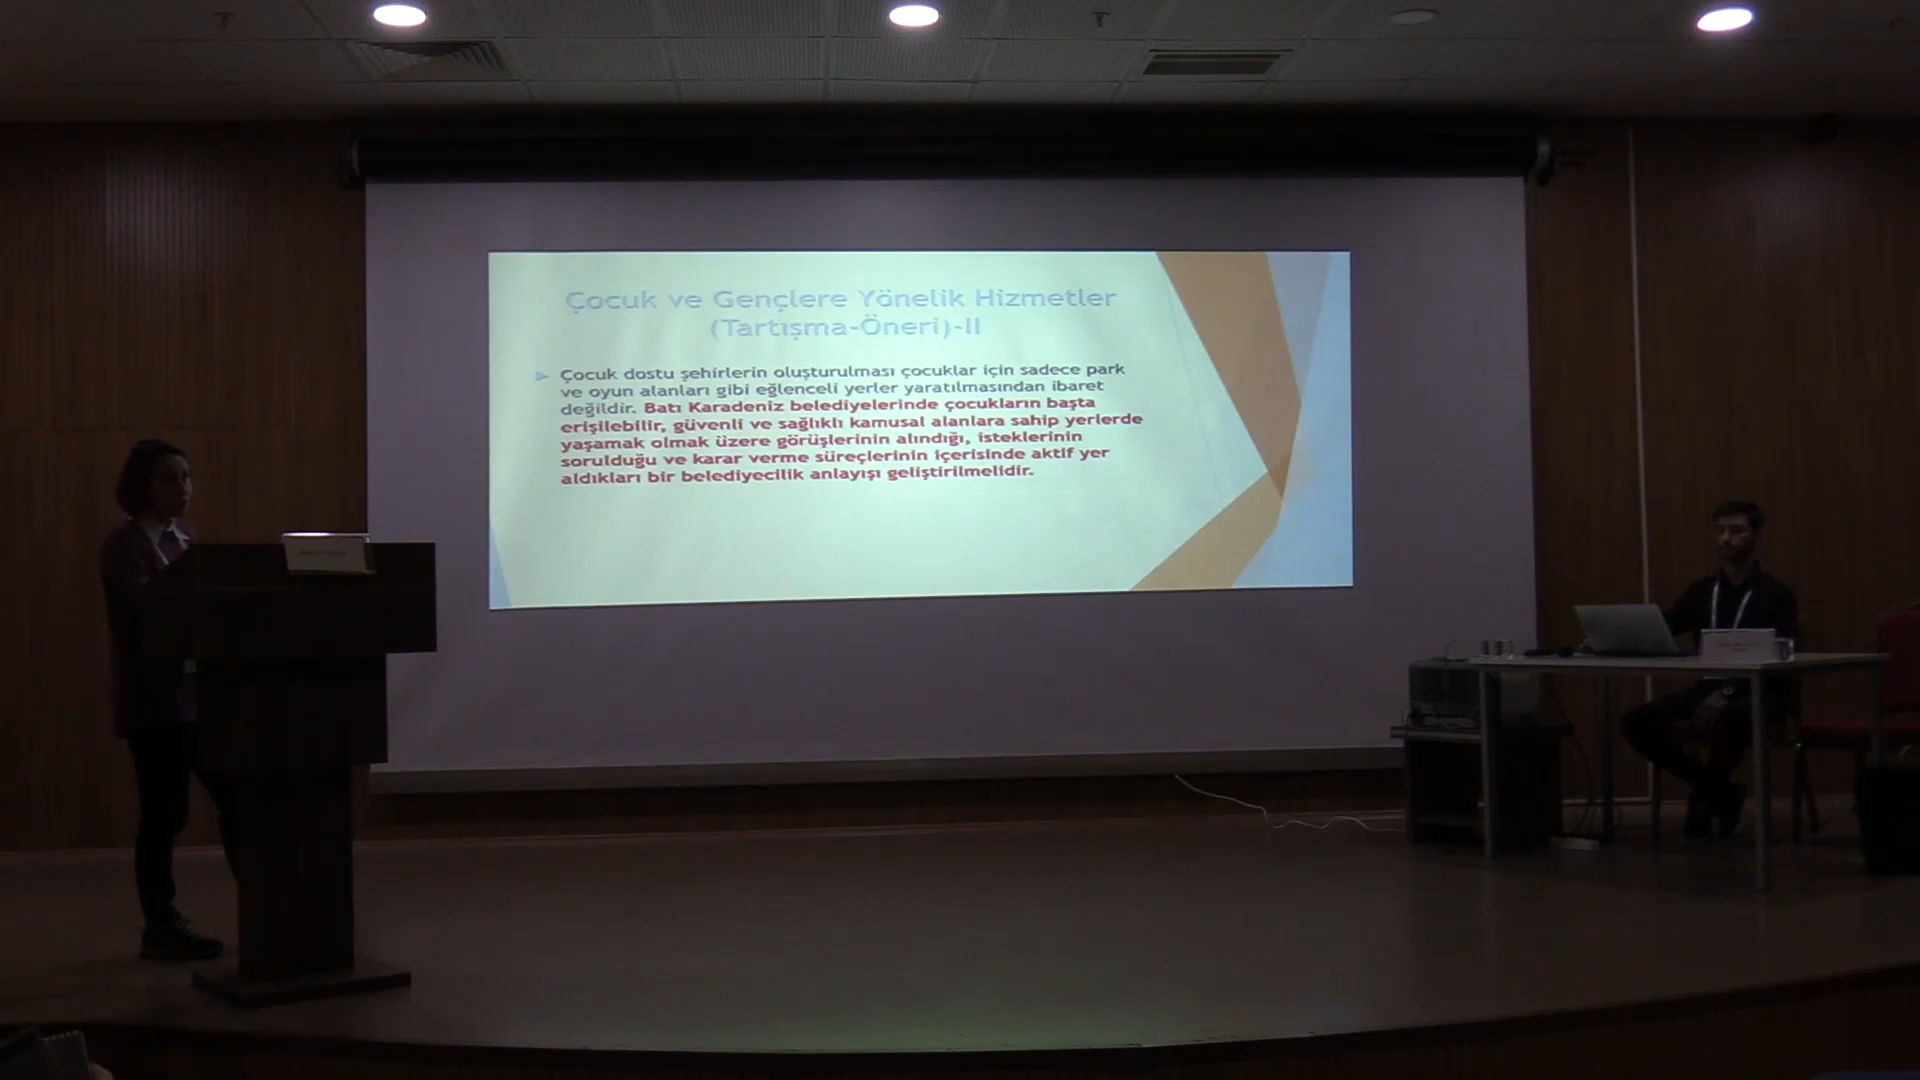 Çocuk ve Gençlere Yönelik Hizmetler
(Tartışma-Öneri)-II
Çocuk dostu şehirlerin oluşturulması çocuklar için sadece park
ve oyun alanları gibi eğlenceli yerler yaratılmasından ibaret
değildir. Batı Karadeniz belediyelerinde çocukların başta
erişilebilir, güvenli ve sağlıklı kamusal alanlara sahip yerlerde
yaşamak olmak üzere görüşlerinin alındığı, isteklerinin
sorulduğu ve karar verme süreçlerinin içerisinde aktif yer
aldıkları bir belediyecilik anlayışı geliştirilmelidir.